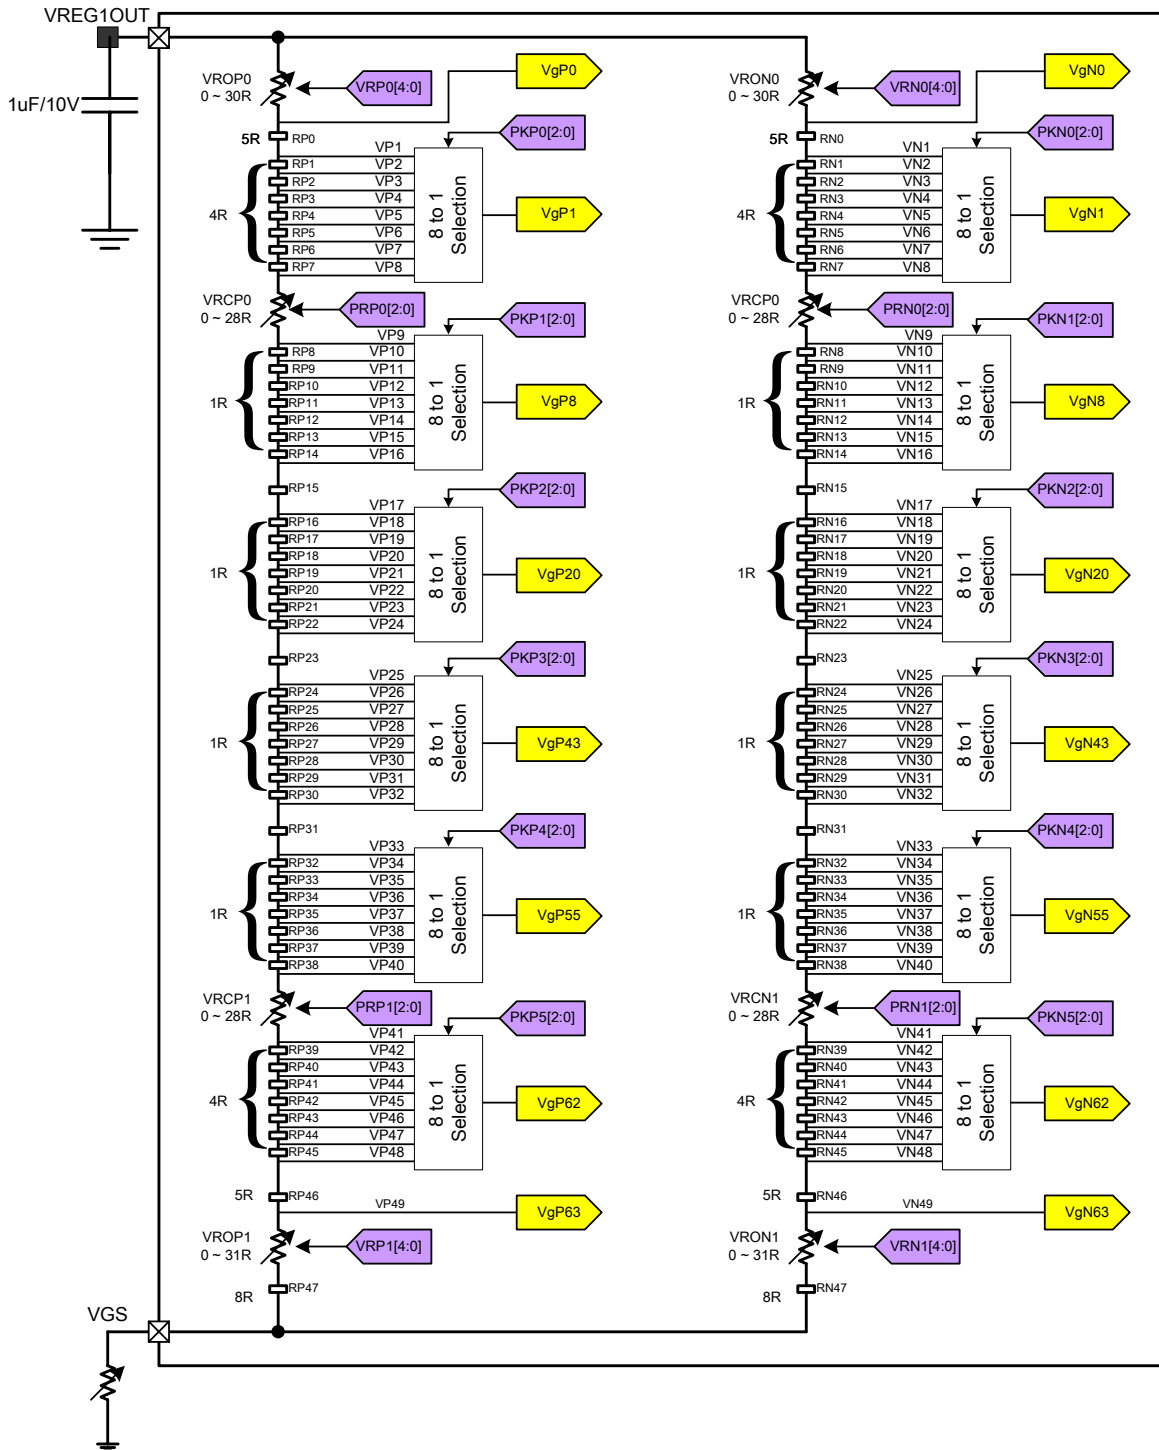 VREG1OUT
1uF/10V
VGS
VROP0
0 ~ 30R
VRP0[4:0]
VgP0
5R
RP0
PKP0[2:0]
VP1
RP1
VP2
RP2
VP3
RP3
VP4
4R
RP4
VP5
RP5
VP6
RP6
VP7
RP7
VP8
8 to 1
Selection
VgP1
VRCP0
0 ~ 28R
PRP0[2:0]
PKP1[2:0]
VP9
RP8
VP10
RP9
VP11
RP10
VP12
1R
RP11
VP13
RP12
VP14
RP13
VP15
RP14
VP16
8 to 1
Selection
VgP8
RP15
PKP2[2:0]
VP17
RP16
VP18
RP17
VP19
RP18
VP20
1R
RP19
VP21
RP20
VP22
RP21
VP23
RP22
VP24
8 to 1
Selection
VgP20
RP23
PKP3[2:0]
VP25
RP24
VP26
RP25
VP27
RP26
VP28
1R
RP27
VP29
RP28
VP30
RP29
VP31
RP30
VP32
8 to 1
Selection
VgP43
RP31
PKP4[2:0]
VP33
RP32
VP34
RP33
VP35
RP34
VP36
1R
RP35
VP37
RP36
VP38
RP37
VP39
RP38
VP40
8 to 1
Selection
VgP55
VRCP1
0 ~ 28R
PRP1[2:0]
PKP5[2:0]
VP41
RP39
VP42
RP40
VP43
RP41
VP44
4R
RP42
VP45
RP43
VP46
RP44
VP47
RP45
VP48
8 to 1
Selection
VgP62
5R
RP46
VP49
VgP63
VROP1
0 ~ 31R
VRP1[4:0]
8R
RP47
VRON0
0 ~ 30R
VRN0[4:0]
VgN0
5R
RN0
PKN0[2:0]
VN1
RN1
VN2
RN2
VN3
RN3
VN4
4R
RN4
VN5
RN5
VN6
RN6
VN7
RN7
VN8
8 to 1
Selection
VgN1
VRCP0
0 ~ 28R
PRN0[2:0]
PKN1[2:0]
VN9
RN8
VN10
RN9
VN11
RN10
VN12
1R
RN11
VN13
RN12
VN14
RN13
VN15
RN14
VN16
8 to 1
Selection
VgN8
RN15
PKN2[2:0]
VN17
RN16
VN18
RN17
VN19
RN18
VN20
1R
RN19
VN21
RN20
VN22
RN21
VN23
RN22
VN24
8 to 1
Selection
VgN20
RN23
PKN3[2:0]
VN25
RN24
VN26
RN25
VN27
RN26
VN28
1R
RN27
VN29
RN28
VN30
RN29
VN31
RN30
VN32
8 to 1
Selection
VgN43
RN31
PKN4[2:0]
VN33
RN32
VN34
RN33
VN35
RN34
VN36
1R
RN35
VN37
RN36
VN38
RN37
VN39
RN38
VN40
8 to 1
Selection
VgN55
VRCN1
0 ~ 28R
PRN1[2:0]
PKN5[2:0]
VN41
RN39
VN42
RN40
VN43
RN41
VN44
4R
RN42
VN45
RN43
VN46
RN44
VN47
RN45
VN48
8 to 1
Selection
VgN62
5R
RN46
VN49
VgN63
VRON1
0 ~ 31R
VRN1[4:0]
8R
RN47